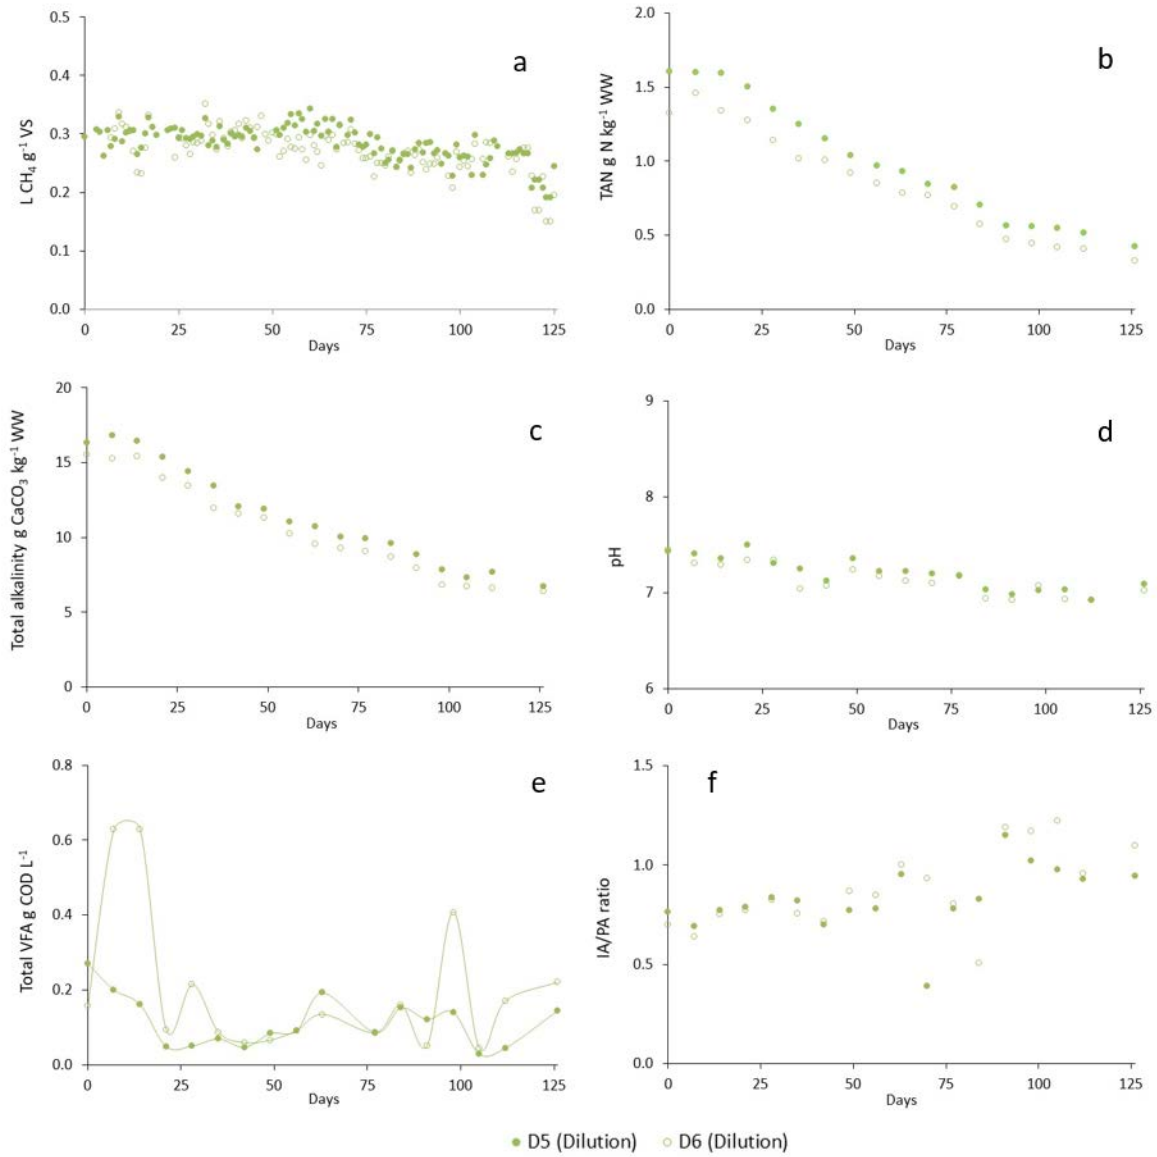 a
L CH₄ g⁻¹ VS
0.5
0.4
0.3
0.2
0.1
0.0
0 25 50 75 100 125
Days
b
TAN g N kg⁻¹ WW
2.0
1.5
1.0
0.5
0.0
0 25 50 75 100 125
Days
c
Total alkalinity g CaCO₃ kg⁻¹ WW
20
15
10
5
0
0 25 50 75 100 125
Days
d
pH
9
8
7
6
0 25 50 75 100 125
Days
e
Total VFA g COD L⁻¹
0.8
0.6
0.4
0.2
0.0
0 25 50 75 100 125
Days
f
IA/PA ratio
1.5
1.0
0.5
0.0
0 25 50 75 100 125
Days
D5 (Dilution) D6 (Dilution)